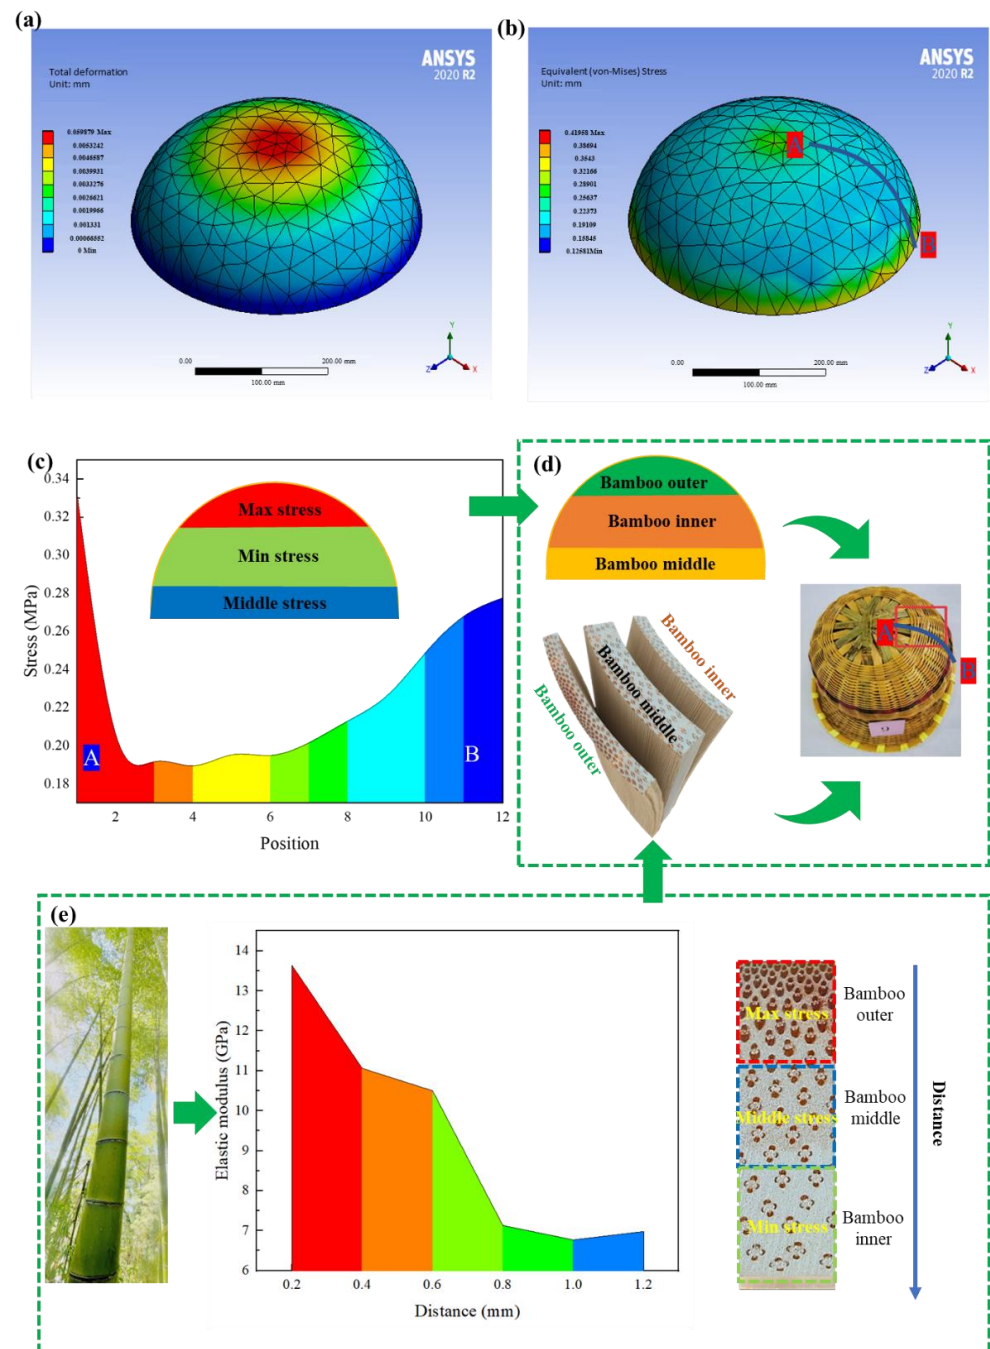 (a)
ANSYS
2020 R2
Total deformation
Unit: mm
0.059879 Max
0.0053242
0.0046587
0.0039931
0.0033276
0.0026621
0.0019966
0.001331
0.00066552
0 Min
0.00
200.00 mm
100.00 mm
Y
Z
X
(b)
ANSYS
2020 R2
Equivalent (von-Mises) Stress
Unit: mm
0.41958 Max
0.38694
0.3543
0.32166
0.28901
0.25637
0.22373
0.19109
0.15845
0.12581Min
A
B
0.00
200.00 mm
100.00 mm
Y
Z
X
(c)
0.34
0.32
0.30
0.28
0.26
0.24
0.22
0.20
0.18
Stress (MPa)
Max stress
Min stress
Middle stress
A
B
2
4
6
8
10
12
Position
(d)
Bamboo outer
Bamboo inner
Bamboo middle
Bamboo inner
Bamboo middle
Bamboo outer
A
B
(e)
14
13
12
11
10
9
8
7
6
Elastic modulus (GPa)
0.2
0.4
0.6
0.8
1.0
1.2
Distance (mm)
Max stress
Middle stress
Min stress
Bamboo
outer
Bamboo
middle
Bamboo
inner
Distance